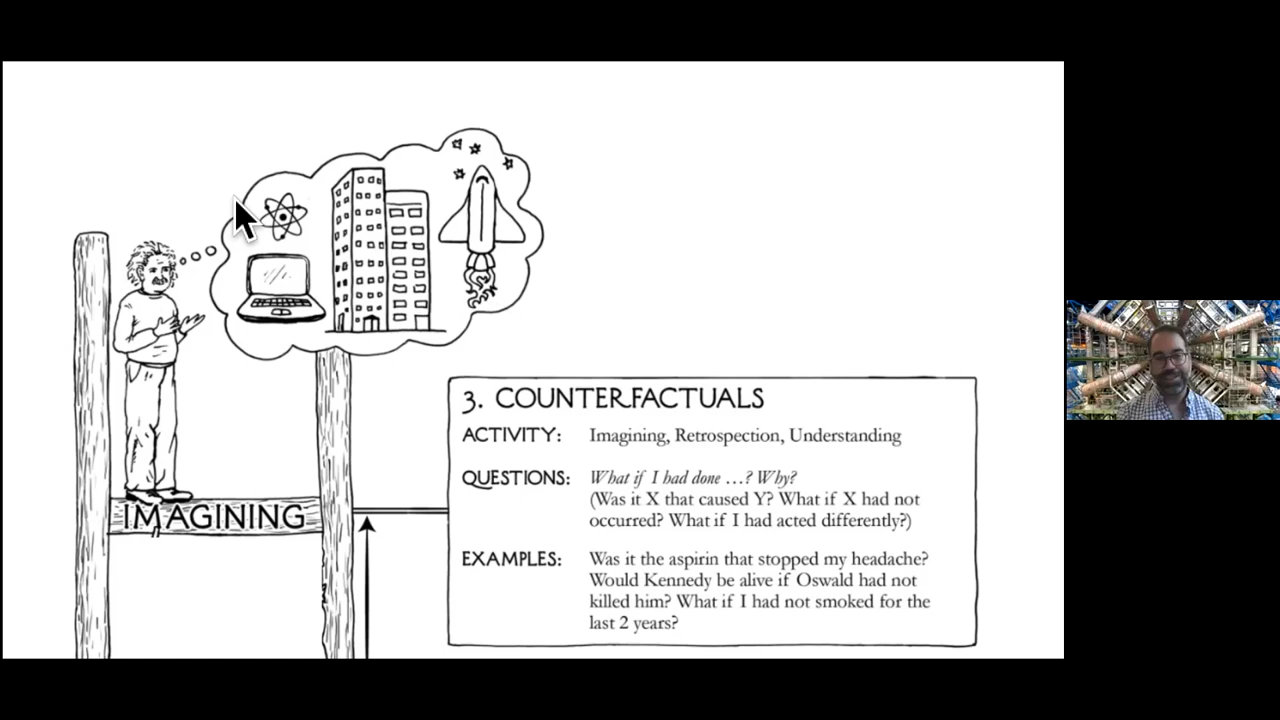 3. COUNTERFACTUALS
ACTIVITY: Imagining, Retrospection, Understanding
QUESTIONS: What if I had done …? Why?
(Was it X that caused Y? What if X had not
occurred? What if I had acted differently?)
IMAGINING
EXAMPLES: Was it the aspirin that stopped my headache?
Would Kennedy be alive if Oswald had not
killed him? What if I had not smoked for the
last 2 years?